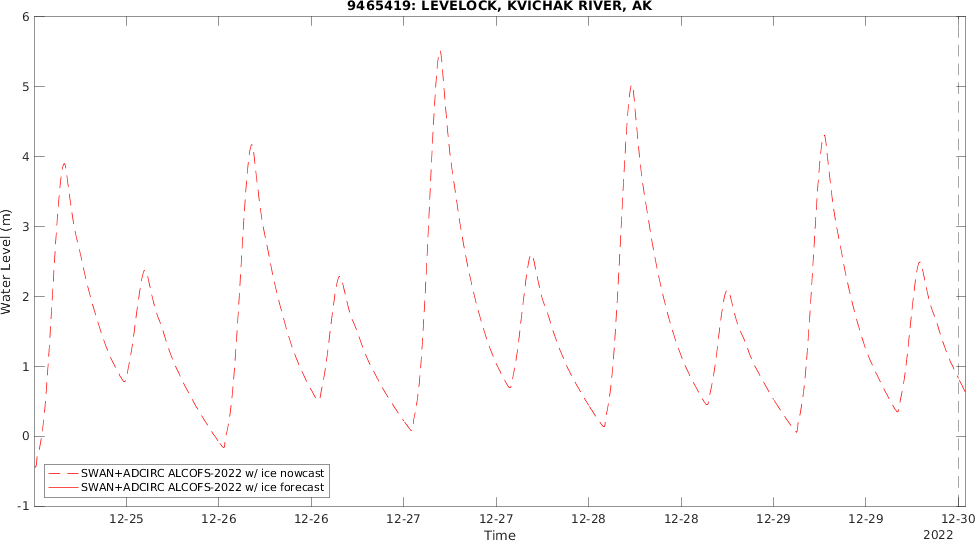 9465419: LEVELOCK, KVICHAK RIVER, AK
Water Level (m)
6
5
4
3
2
1
0
-1
SWAN+ADCIRC ALCOFS-2022 w/ ice nowcast
SWAN+ADCIRC ALCOFS-2022 w/ ice forecast
12-25 12-26 12-26 12-27 12-27 12-28 12-28 12-29 12-29 12-30
Time
2022